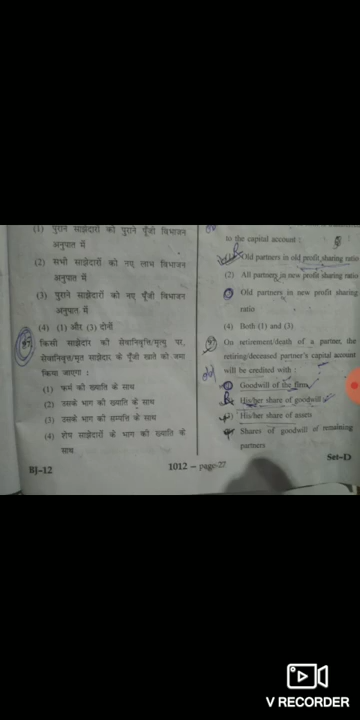 (1) पुराने साझेदारों को पुराने पूँजी विभाजन
अनुपात में
(2) सभी साझेदारों को नए लाभ विभाजन
अनुपात में
(3) पुराने साझेदारों को नए पूँजी विभाजन
अनुपात में
(4) (1) और (3) दोनों
किसी साझेदार की सेवानिवृत्ति/मृत्यु पर,
सेवानिवृत्त/मृत साझेदार के पूँजी खाते को जमा
किया जाएगा :
(1) फर्म की ख्याति के साथ
(2) उसके भाग की ख्याति के साथ
(3) उसके भाग की सम्पत्ति के साथ
(4) शेष साझेदारों के भाग की ख्याति के
साथ
BJ-12
1012 – page-27
to the capital account :
Old partners in old profit sharing ratio
(2) All partners in new profit sharing ratio
Old partners in new profit sharing
ratio
(4) Both (1) and (3)
On retirement/death of a partner, the
retiring/deceased partner's capital account
will be credited with :
Goodwill of the firm
His/her share of goodwill
His/her share of assets
Shares of goodwill of remaining
partners
Set-D
V RECORDER